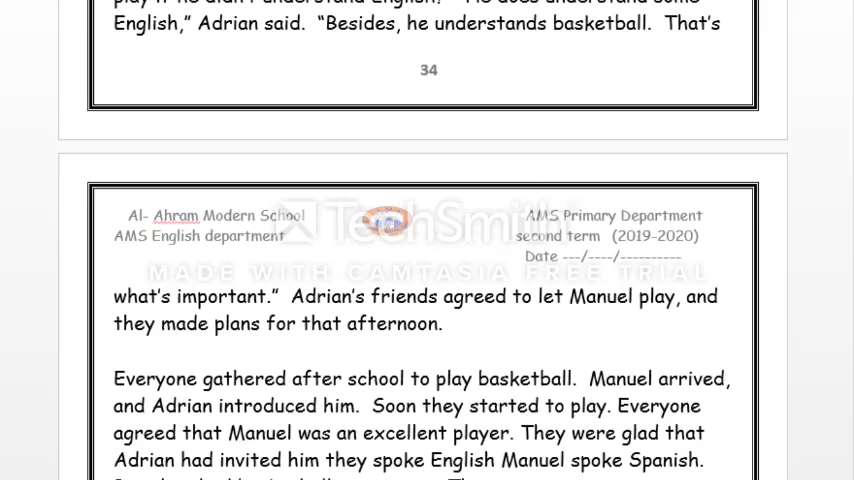 English,” Adrian said.  “Besides, he understands basketball.  That’s
34
Al- Ahram Modern School
AMS Primary Department
TechSmith
AMS English department
second term   (2019-2020)
Date ---/----/----------
MADE WITH CAMTASIA FREE TRIAL
what’s important.”  Adrian’s friends agreed to let Manuel play, and
they made plans for that afternoon.
Everyone gathered after school to play basketball.  Manuel arrived,
and Adrian introduced him.  Soon they started to play. Everyone
agreed that Manuel was an excellent player. They were glad that
Adrian had invited him they spoke English Manuel spoke Spanish.